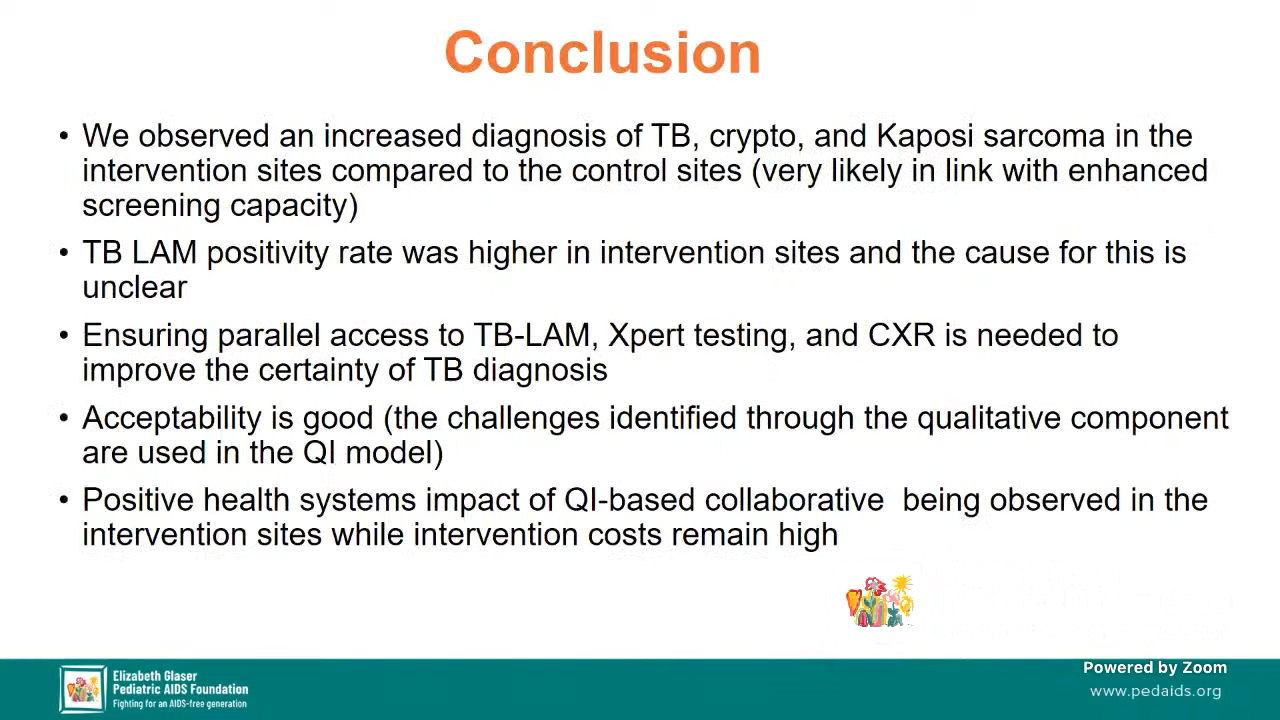 Conclusion
• We observed an increased diagnosis of TB, crypto, and Kaposi sarcoma in the
intervention sites compared to the control sites (very likely in link with enhanced
screening capacity)
• TB LAM positivity rate was higher in intervention sites and the cause for this is
unclear
• Ensuring parallel access to TB-LAM, Xpert testing, and CXR is needed to
improve the certainty of TB diagnosis
• Acceptability is good (the challenges identified through the qualitative component
are used in the QI model)
• Positive health systems impact of QI-based collaborative  being observed in the
intervention sites while intervention costs remain high
Elizabeth Glaser
Pediatric AIDS Foundation
Fighting for an AIDS-free generation
Powered by Zoom
www.pedaids.org